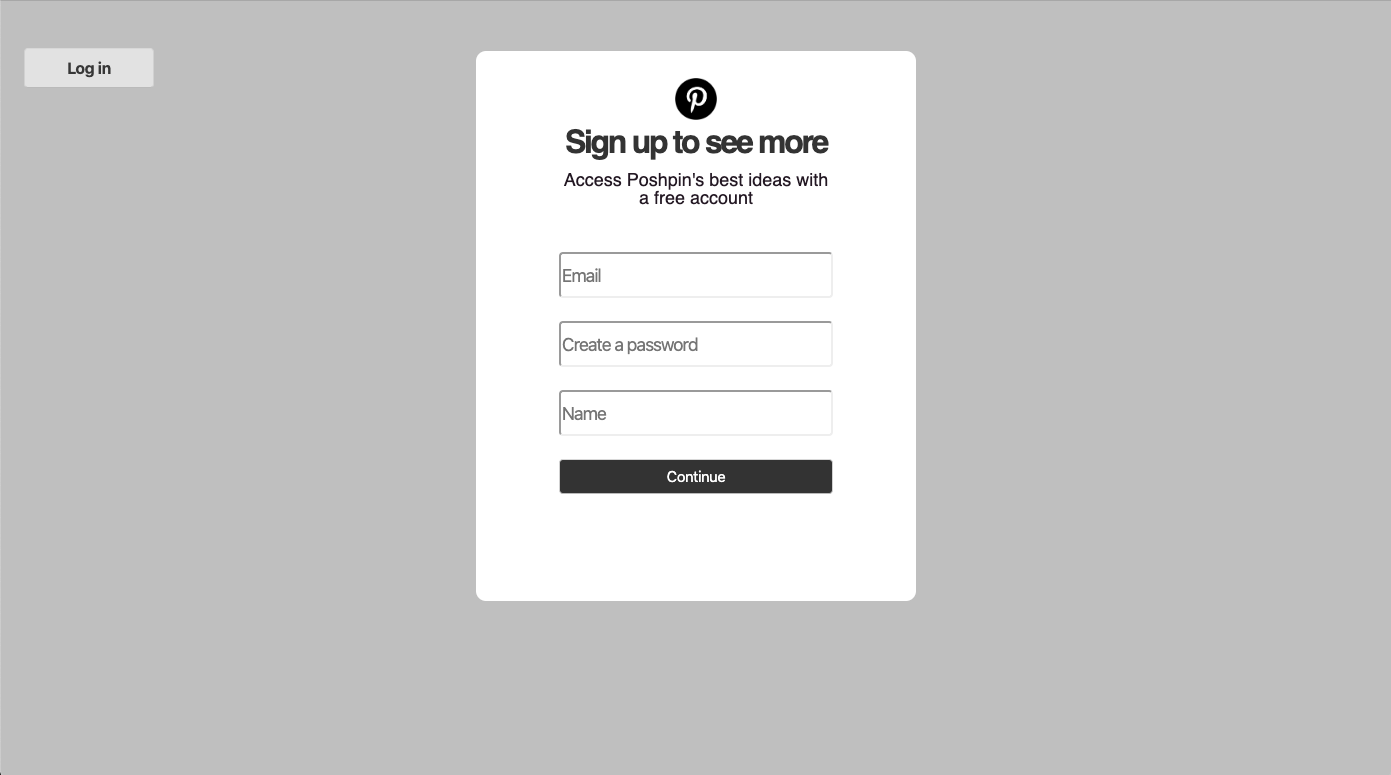 Log in
Sign up to see more
Access Poshpin's best ideas with
a free account
Email
Create a password
Name
Continue